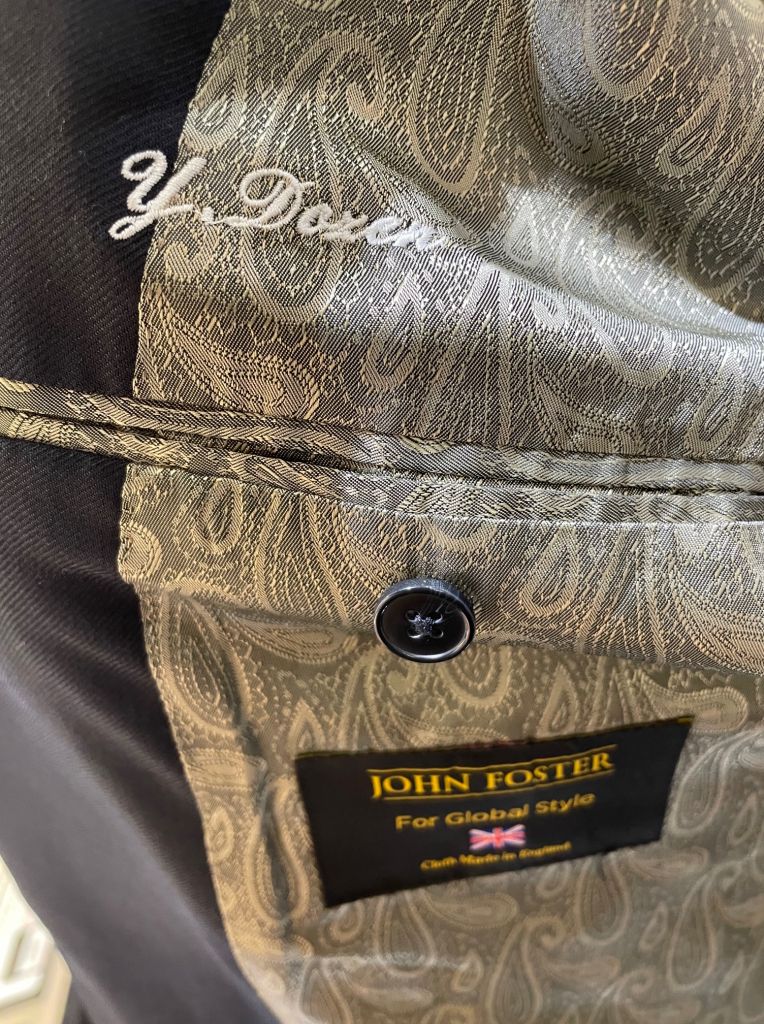 Y. Dozen
JOHN FOSTER
For Global Style
Cloth Made in England